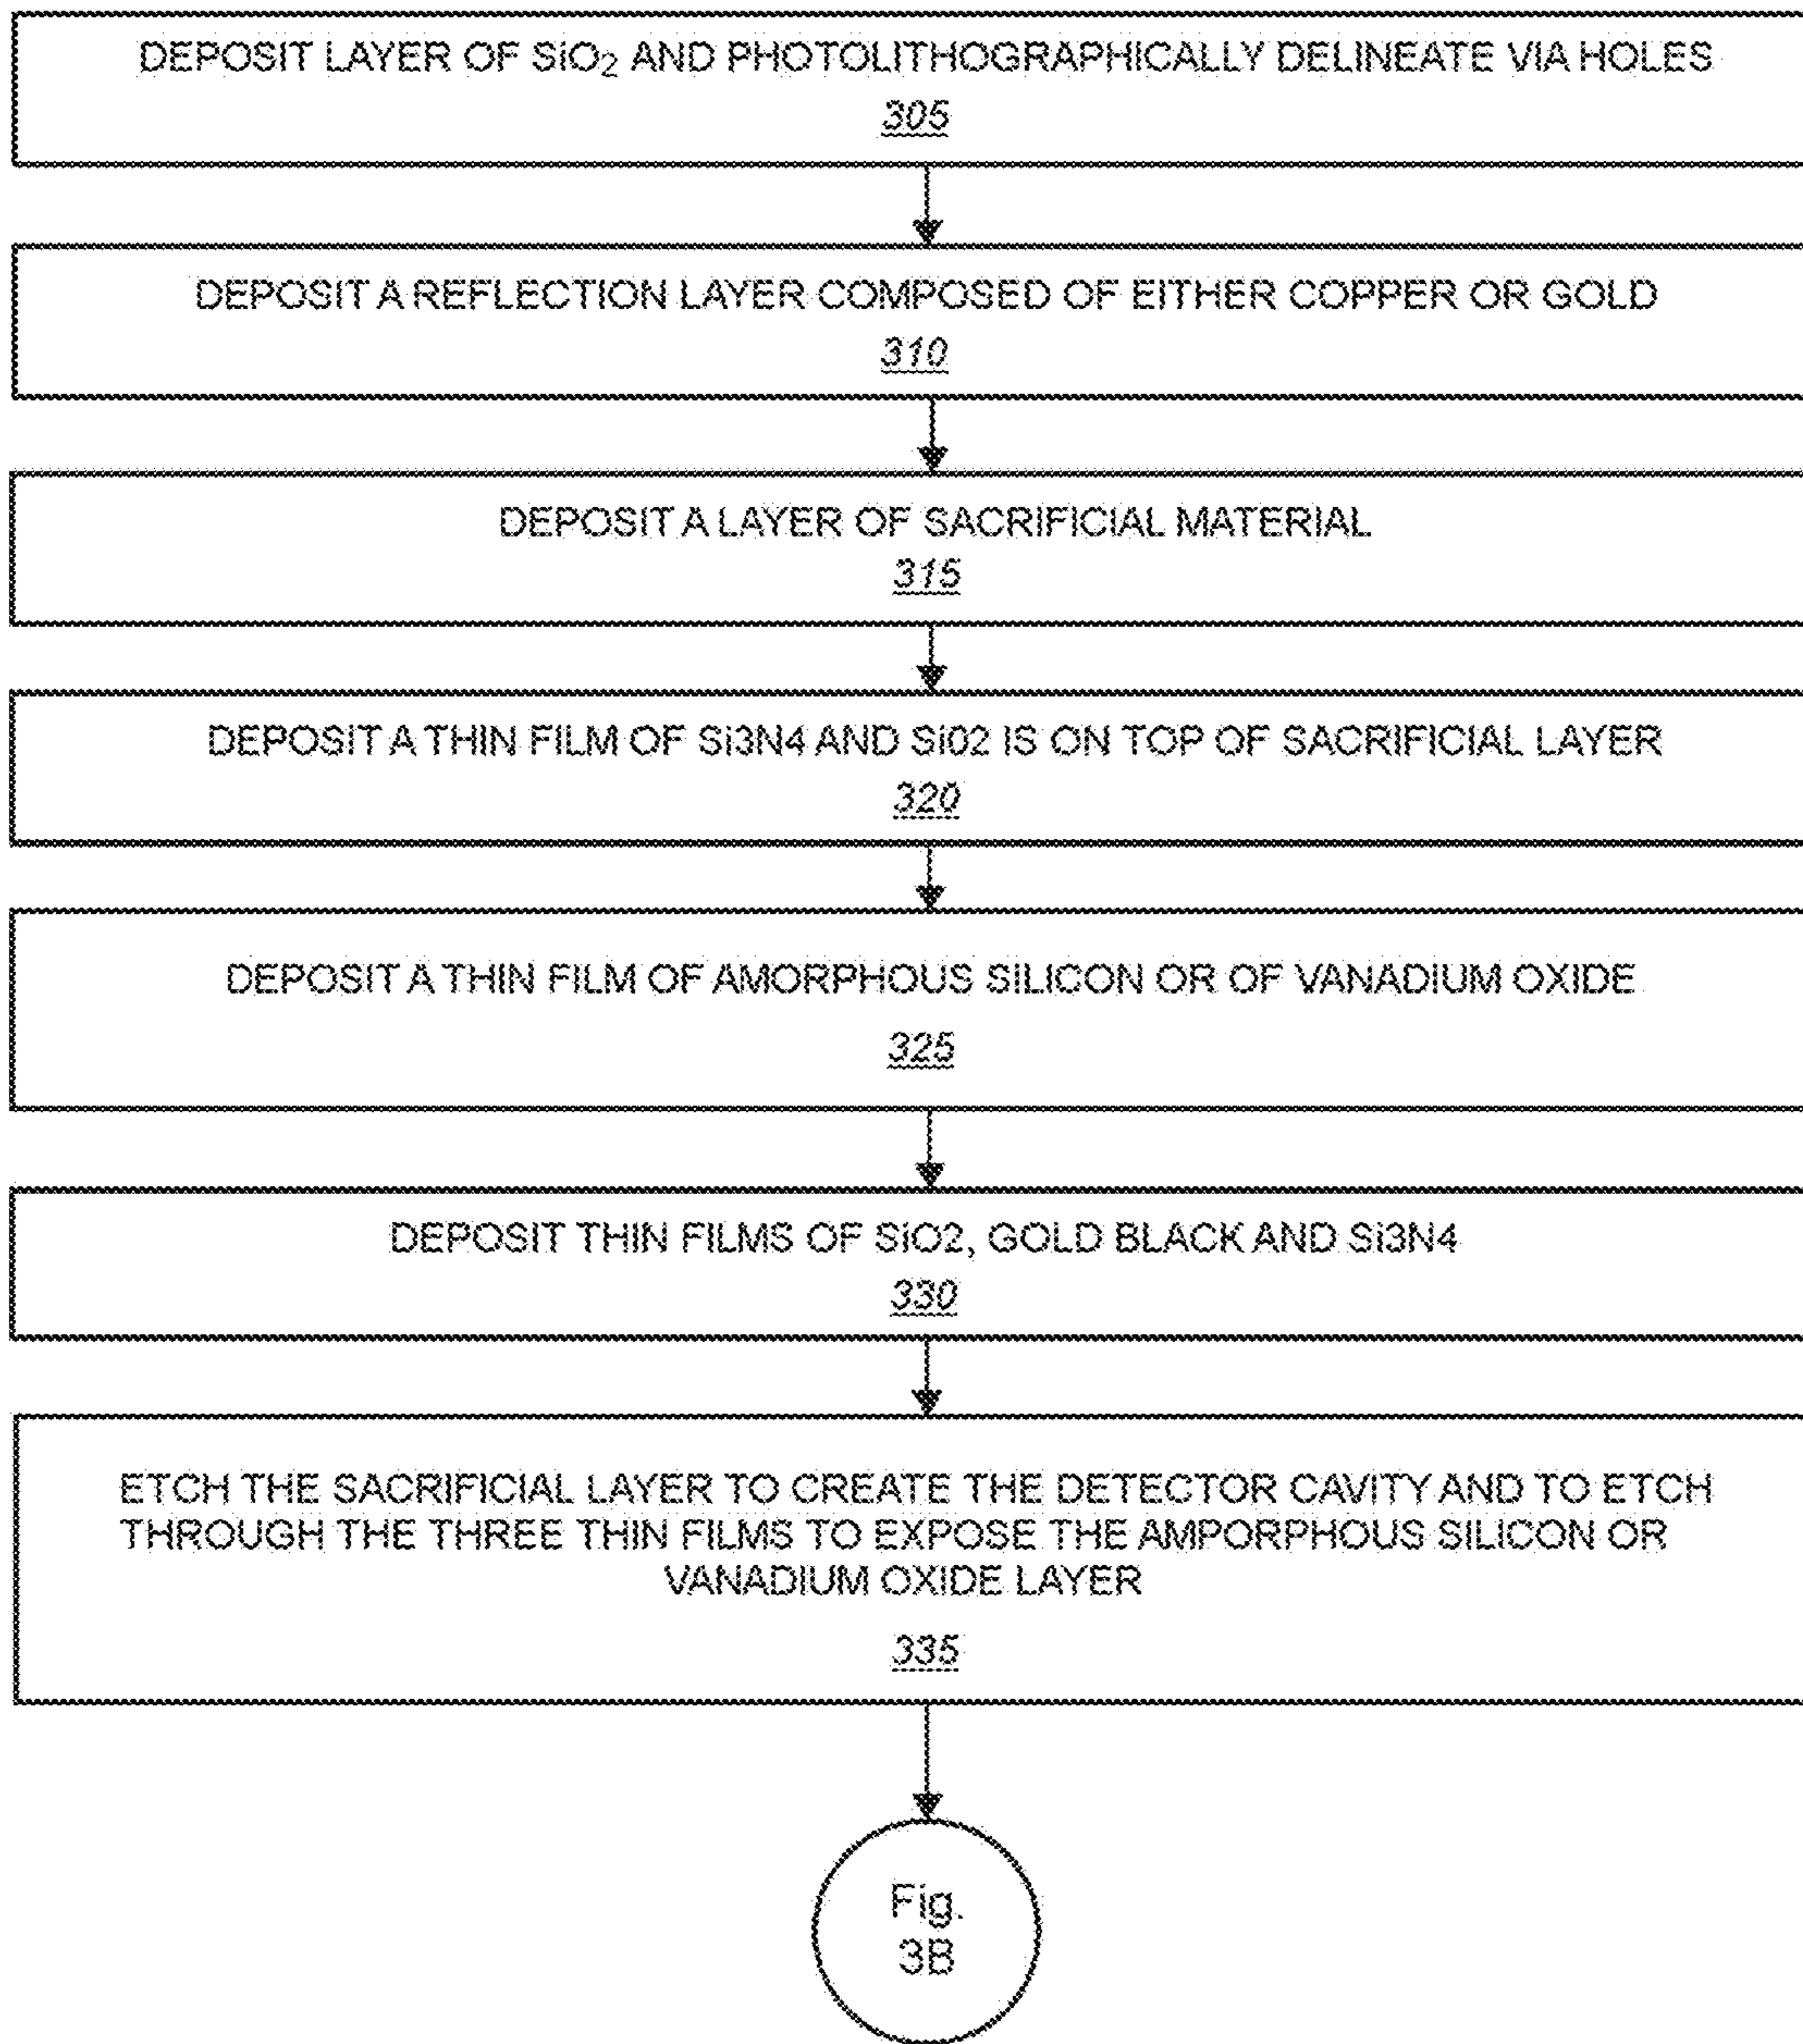 DEPOSIT LAYER OF SiO₂ AND PHOTOLITHOGRAPHICALLY DELINEATE VIA HOLES
305
DEPOSIT A REFLECTION LAYER COMPOSED OF EITHER COPPER OR GOLD
310
DEPOSIT A LAYER OF SACRIFICIAL MATERIAL
315
DEPOSIT A THIN FILM OF Si3N4 AND Si02 IS ON TOP OF SACRIFICIAL LAYER
320
DEPOSIT A THIN FILM OF AMORPHOUS SILICON OR OF VANADIUM OXIDE
325
DEPOSIT THIN FILMS OF SiO2, GOLD BLACK AND Si3N4
330
ETCH THE SACRIFICIAL LAYER TO CREATE THE DETECTOR CAVITY AND TO ETCH
THROUGH THE THREE THIN FILMS TO EXPOSE THE AMPORPHOUS SILICON OR
VANADIUM OXIDE LAYER
335
Fig.
3B